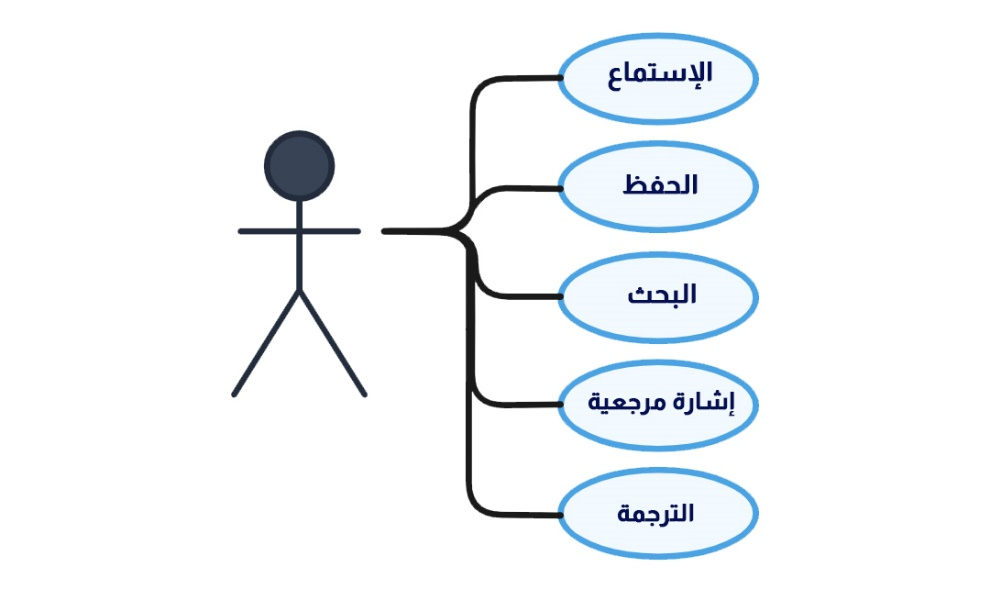 الإستماع
الحفظ
البحث
إشارة مرجعية
الترجمة